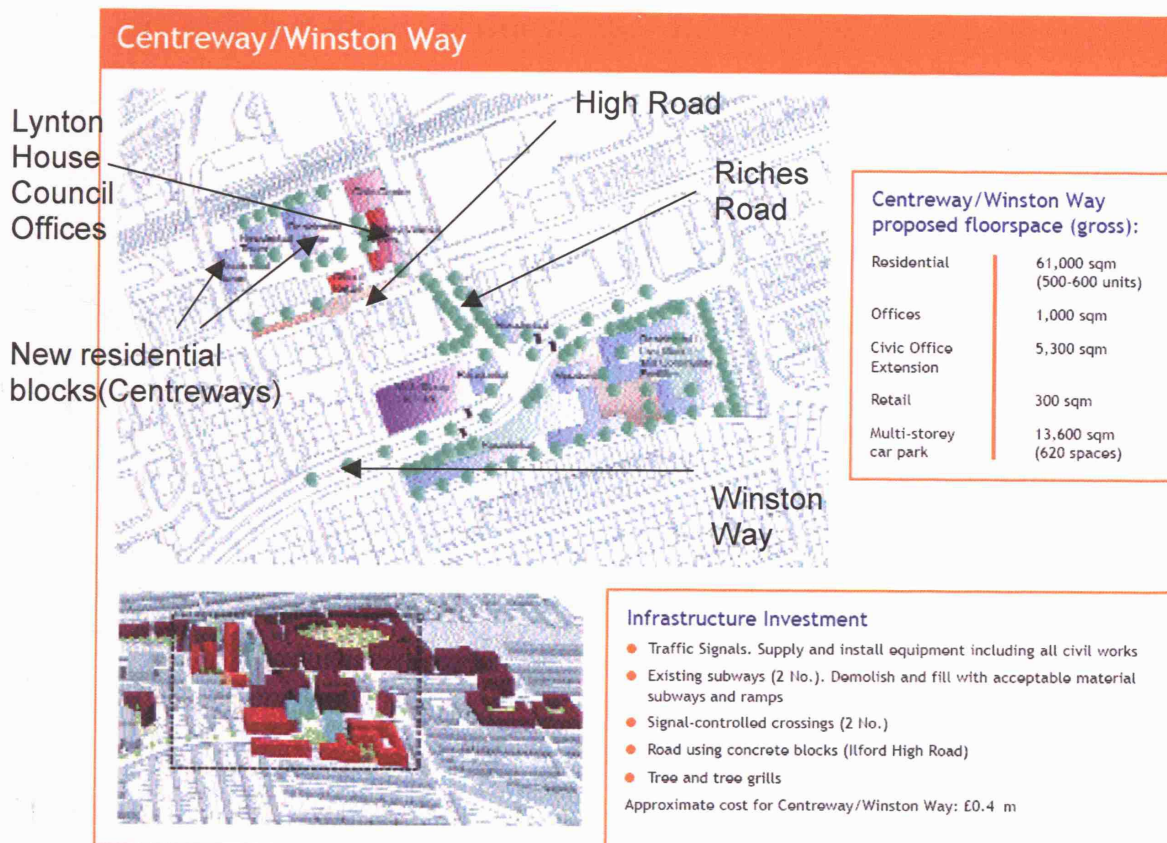 Centreway/Winston Way
Lynton
House
Council
Offices
High Road
Riches
Road
New residential
blocks(Centreways)
Winston
Way
Centreway/Winston Way
proposed floorspace (gross):
Residential 61,000 sqm
(500-600 units)
Offices 1,000 sqm
Civic Office 5,300 sqm
Extension
Retail 300 sqm
Multi-storey 13,600 sqm
car park (620 spaces)
Infrastructure Investment
Traffic Signals. Supply and install equipment including all civil works
Existing subways (2 No.). Demolish and fill with acceptable material
subways and ramps
Signal-controlled crossings (2 No.)
Road using concrete blocks (Ilford High Road)
Tree and tree grills
Approximate cost for Centreway/Winston Way: £0.4 m